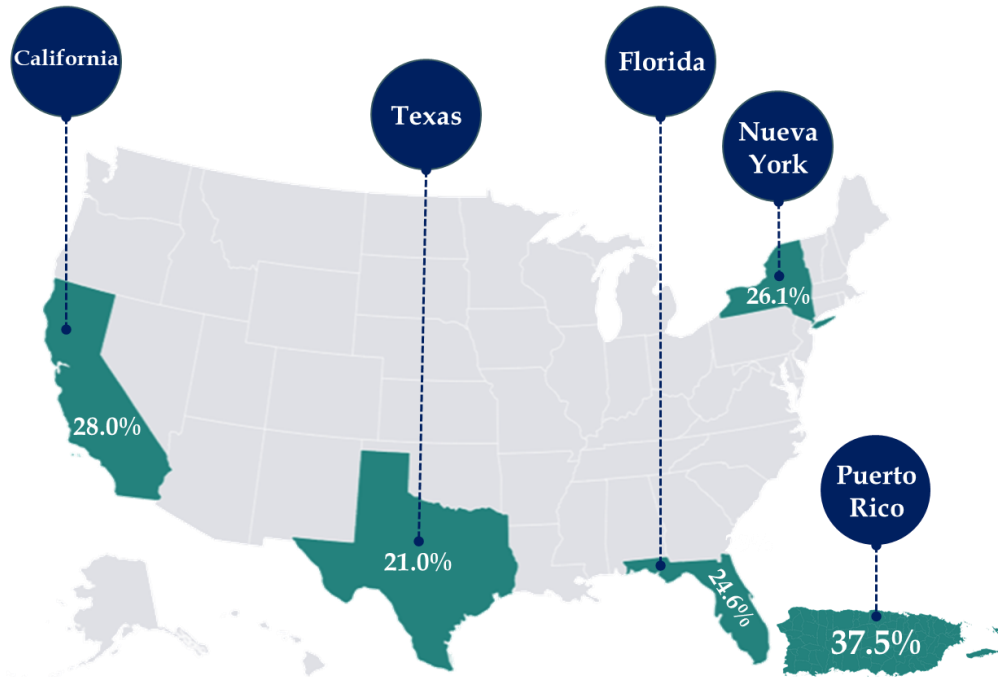 California
Texas
Florida
Nueva
York
26.1%
28.0%
21.0%
24.6%
Puerto
Rico
37.5%